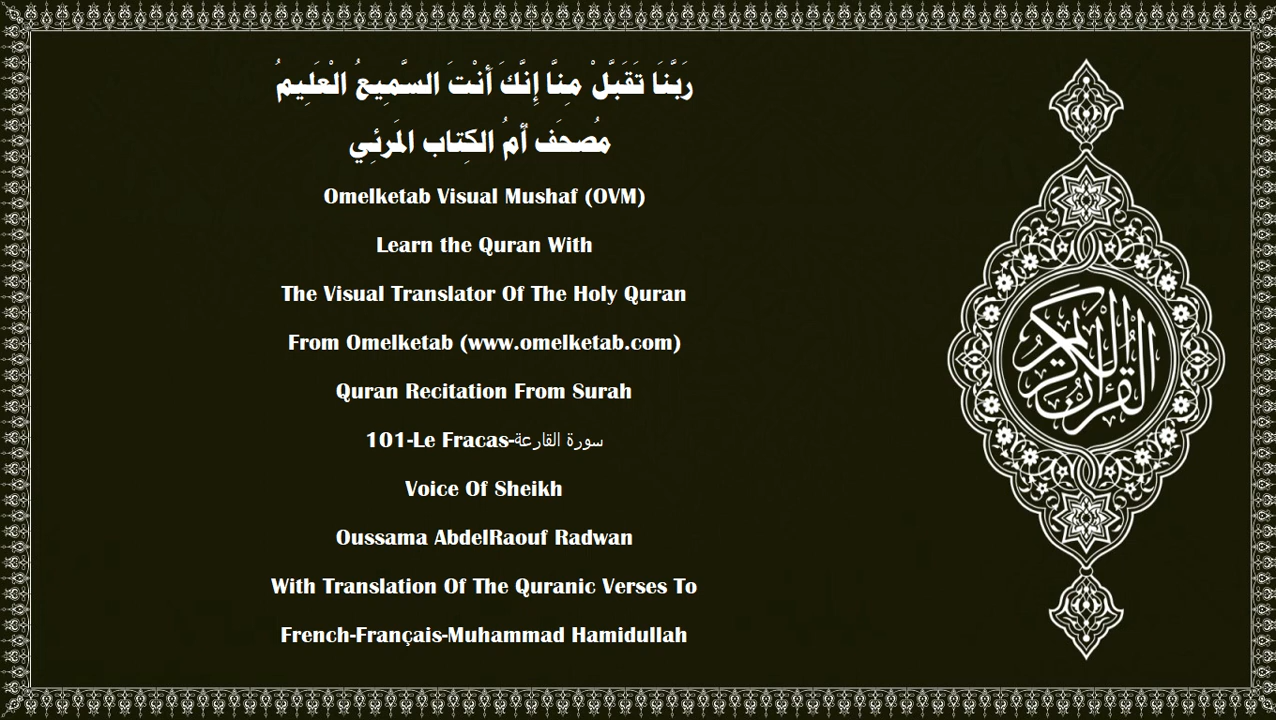 رَبَّنَا تَقَبَّلْ مِنَّا إِنَّكَ أَنْتَ السَّمِيعُ الْعَلِيمُ
مُصحَف أمُ الكِتاب المَرئِي
Omelketab Visual Mushaf (OVM)
Learn the Quran With
The Visual Translator Of The Holy Quran
From Omelketab (www.omelketab.com)
Quran Recitation From Surah
101-Le Fracas-سورة القارعة
Voice Of Sheikh
Oussama AbdelRaouf Radwan
With Translation Of The Quranic Verses To
French-Français-Muhammad Hamidullah
القرآن الكريم